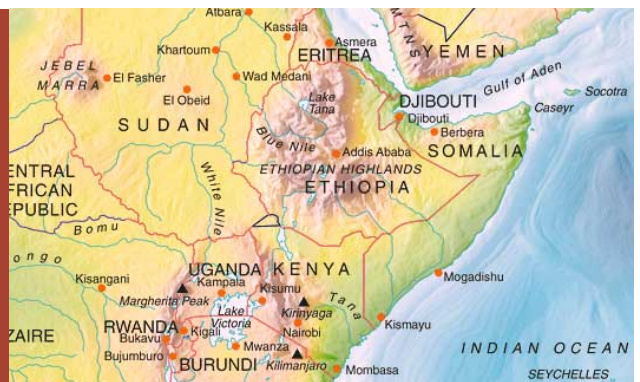 Atbara
Kassala
MTNS
Khartoum
Asmera
ERITREA
YEMEN
JEBEL
MARRA
El Fasher
Wad Medani
Gulf of Aden
Socotra
El Obeid
Lake
Tana
DJIBOUTI
Djibouti
Caseyr
SUDAN
Blue Nile
Berbera
Addis Ababa
SOMALIA
ETHIOPIAN HIGHLANDS
ETHIOPIA
ENTRAL
FRICAN
EPUBLIC
White Nile
Bomu
ongo
Kisangani
UGANDA
KENYA
Mogadishu
Kampala
Kisumu
Margherita Peak
Tana
Kirinyaga
Lake
Victoria
Kismayu
RWANDA
Kigali
Nairobi
ZAIRE
Bukavu
Bujumburo
Mwanza
INDIAN OCEAN
BURUNDI
Kilimanjaro
Mombasa
SEYCHELLES